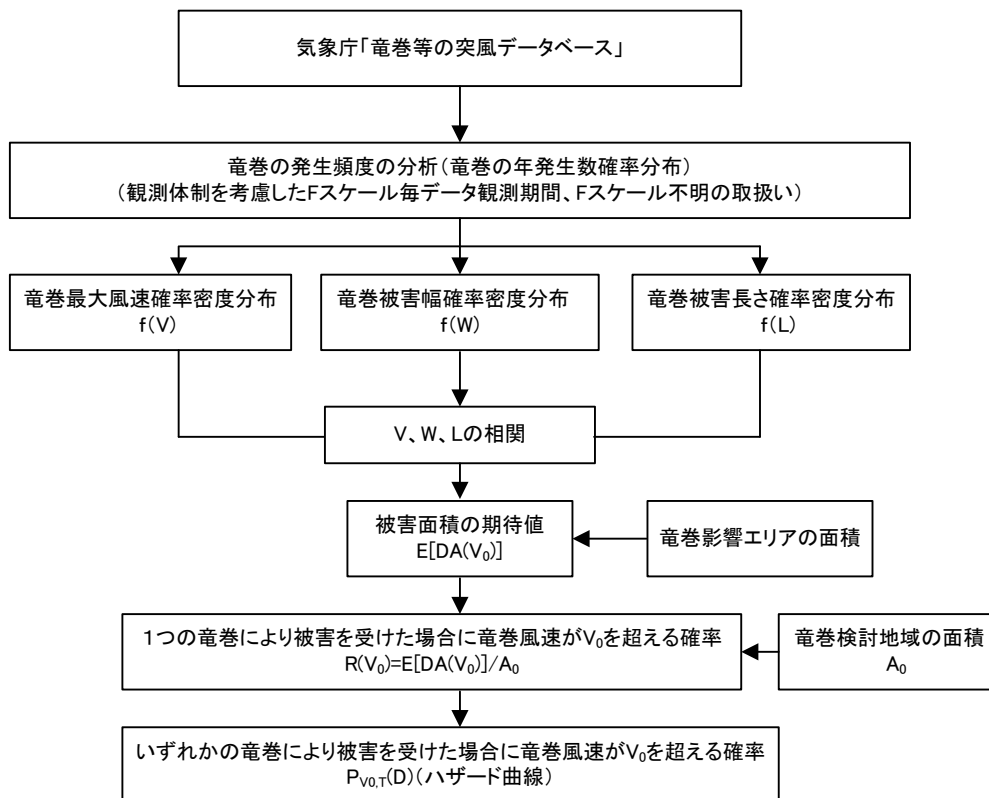 気象庁「竜巻等の突風データベース」
竜巻の発生頻度の分析(竜巻の年発生数確率分布)
(観測体制を考慮したFスケール毎データ観測期間、Fスケール不明の取扱い)
竜巻最大風速確率密度分布
f(V)
竜巻被害幅確率密度分布
f(W)
竜巻被害長さ確率密度分布
f(L)
V、W、Lの相関
被害面積の期待値
E[DA(V₀)]
竜巻影響エリアの面積
1つの竜巻により被害を受けた場合に竜巻風速がV₀を超える確率
R(V₀)=E[DA(V₀)]/A₀
竜巻検討地域の面積
A₀
いずれかの竜巻により被害を受けた場合に竜巻風速がV₀を超える確率
P_V0,T(D)(ハザード曲線)